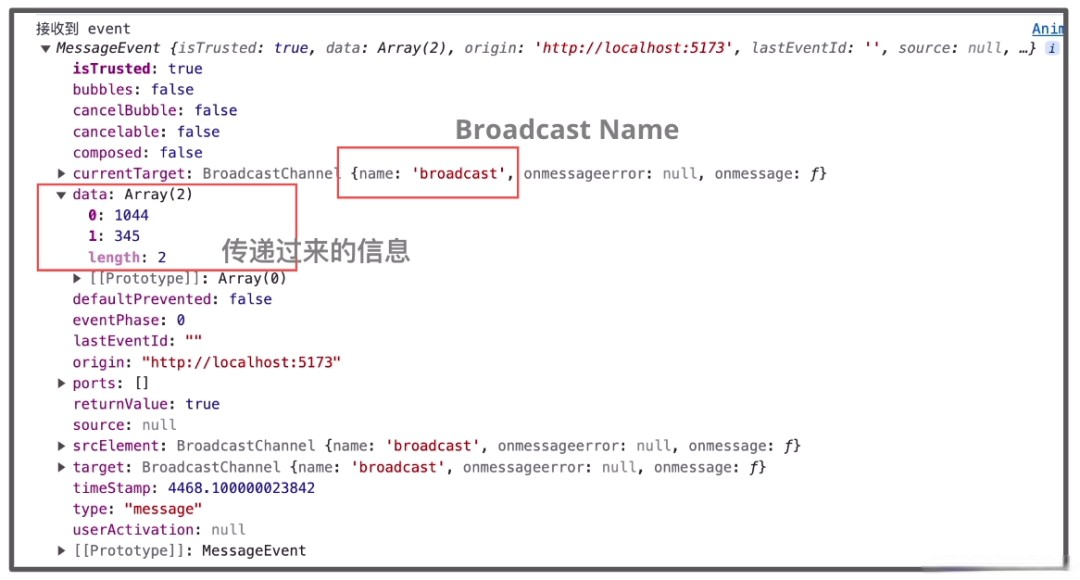 接收到 event
Anim
▼ MessageEvent {isTrusted: true, data: Array(2), origin: 'http://localhost:5173', lastEventId: '', source: null, …} i
isTrusted: true
bubbles: false
cancelBubble: false
cancelable: false
Broadcast Name
composed: false
▶ currentTarget: BroadcastChannel {name: 'broadcast', onmessageerror: null, onmessage: ƒ}
▼ data: Array(2)
0: 1044
1: 345
传递过来的信息
length: 2
▶ [[Prototype]]: Array(0)
defaultPrevented: false
eventPhase: 0
lastEventId: ""
origin: "http://localhost:5173"
▶ ports: []
returnValue: true
source: null
▶ srcElement: BroadcastChannel {name: 'broadcast', onmessageerror: null, onmessage: ƒ}
▶ target: BroadcastChannel {name: 'broadcast', onmessageerror: null, onmessage: ƒ}
timeStamp: 4468.100000023842
type: "message"
userActivation: null
▶ [[Prototype]]: MessageEvent